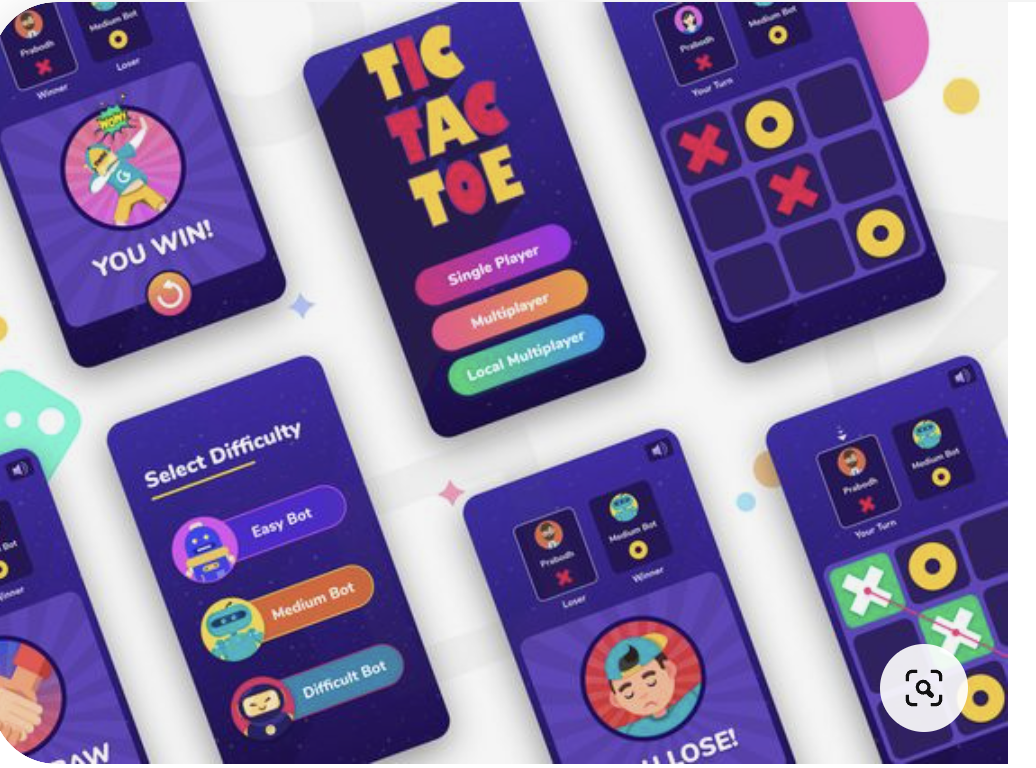 Prabodh
Medium Bot
Winner
Loser
WOW!
YOU WIN!
TIC
TAC
TOE
Single Player
Multiplayer
Local Multiplayer
Prabodh
Medium Bot
Your Turn
Select Difficulty
Easy Bot
Medium Bot
Difficult Bot
Bot
Prabodh
Medium Bot
Loser
Winner
LOSE!
Prabodh
Medium Bot
Your Turn